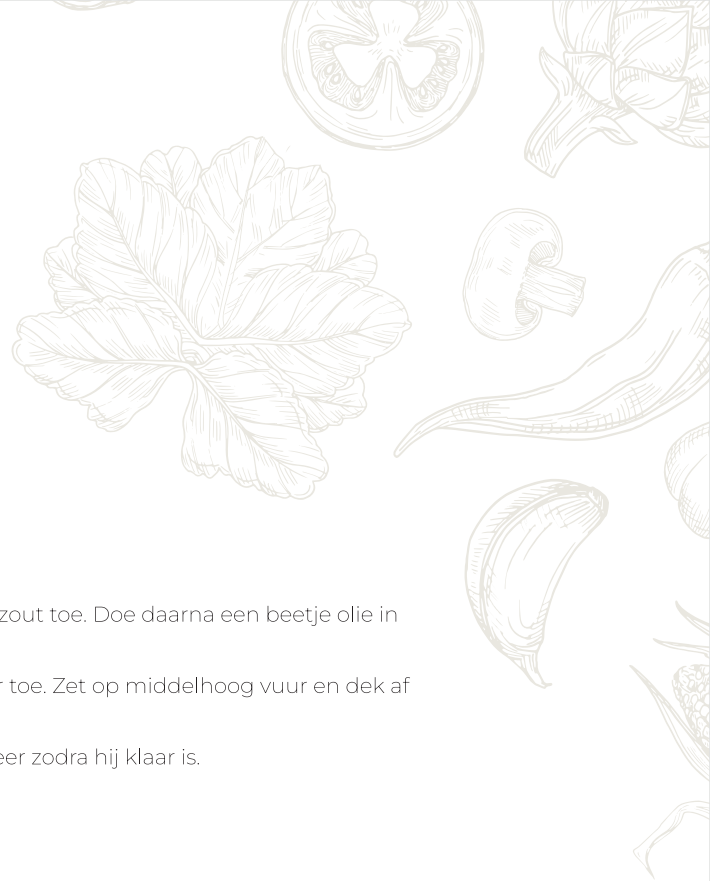 zout toe. Doe daarna een beetje olie in
toe. Zet op middelhoog vuur en dek af
zodra hij klaar is.